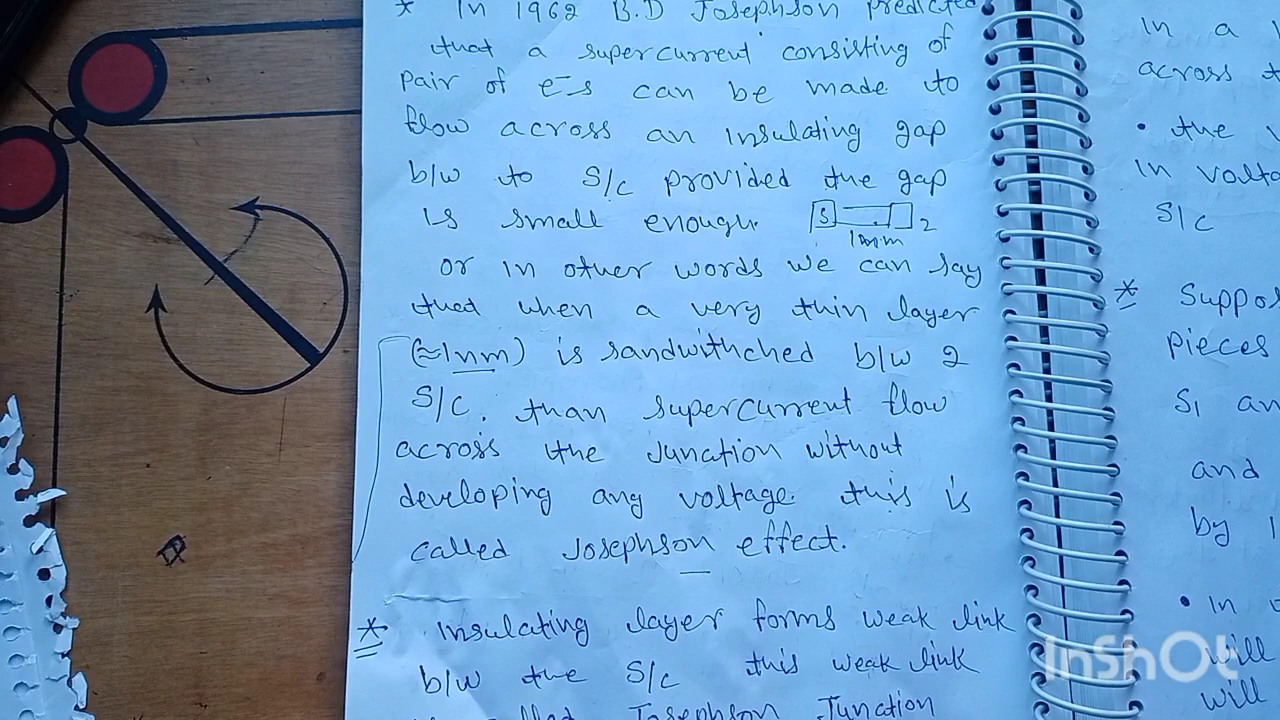 * In 1962 B.D Josephson predicted
that a supercurrent consisting of
pair of e-s can be made to
flow across an insulating gap
b/w to S/c provided the gap
is small enough.
S 2
1nm
or in other words we can say
that when a very thin layer
(≈1nm) is sandwithched b/w 2
S/c. than supercurrent flow
across the Junation without
developing any voltage. this is
called Josephson effect.
* Insulating layer forms weak link
b/w the S/c this weak link
Josephson Junation
In a
across
• the
in volta
S/c
* Suppos
pieces
S1 an
and
by
• In
will
will
InShOt